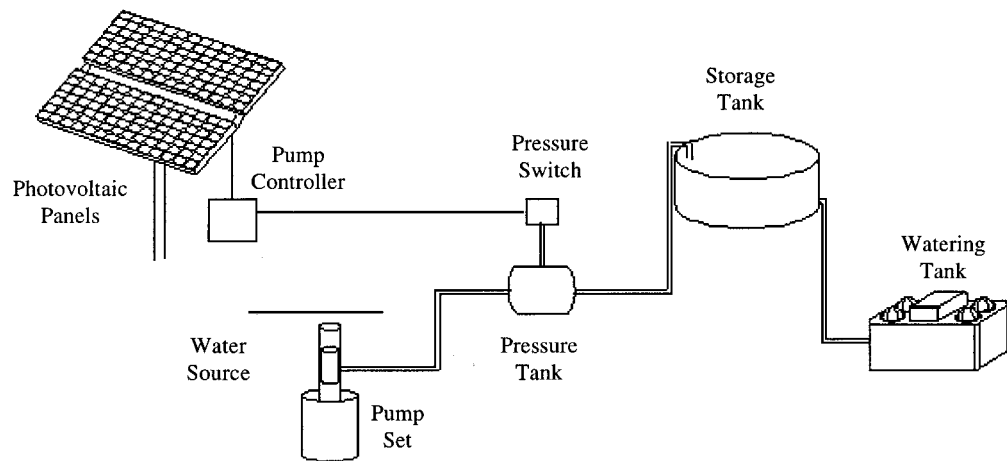 Storage
Tank
Pressure
Switch
Pump
Controller
Photovoltaic
Panels
Watering
Tank
Water
Source
Pressure
Tank
Pump
Set